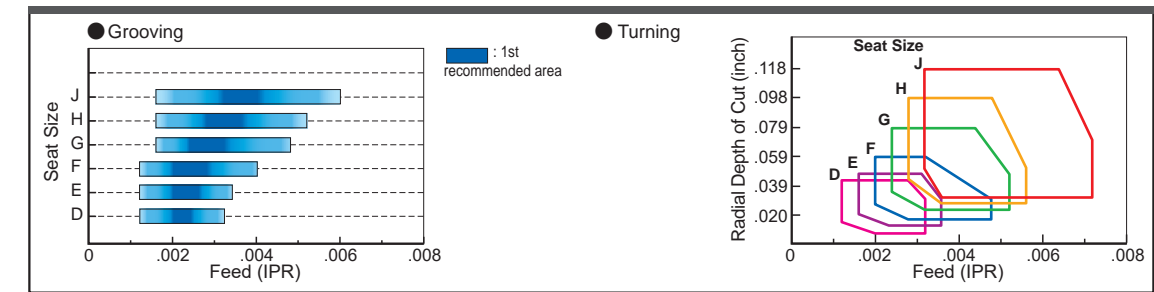 ● Grooving
: 1st
recommended area
Seat Size
J
H
G
F
E
D
0 .002 .004 .006 .008
Feed (IPR)
● Turning
Radial Depth of Cut (inch)
Seat Size
.118
.098
.079
.059
.039
.020
J
H
G
F
E
D
0 .002 .004 .006 .008
Feed (IPR)